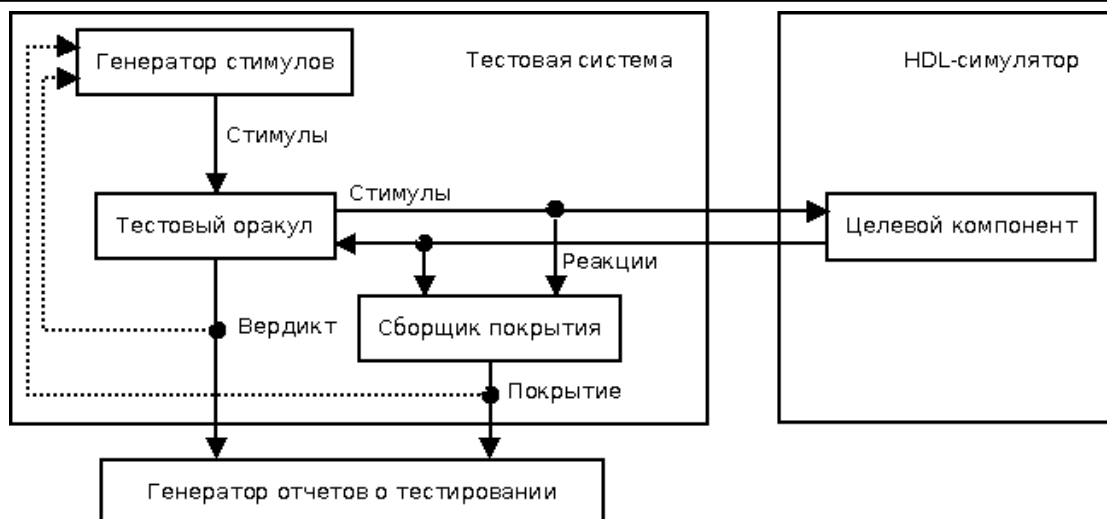 Генератор стимулов
Тестовая система
HDL-симулятор
Стимулы
Стимулы
Тестовый оракул
Целевой компонент
Реакции
Вердикт
Сборщик покрытия
Покрытие
Генератор отчетов о тестировании